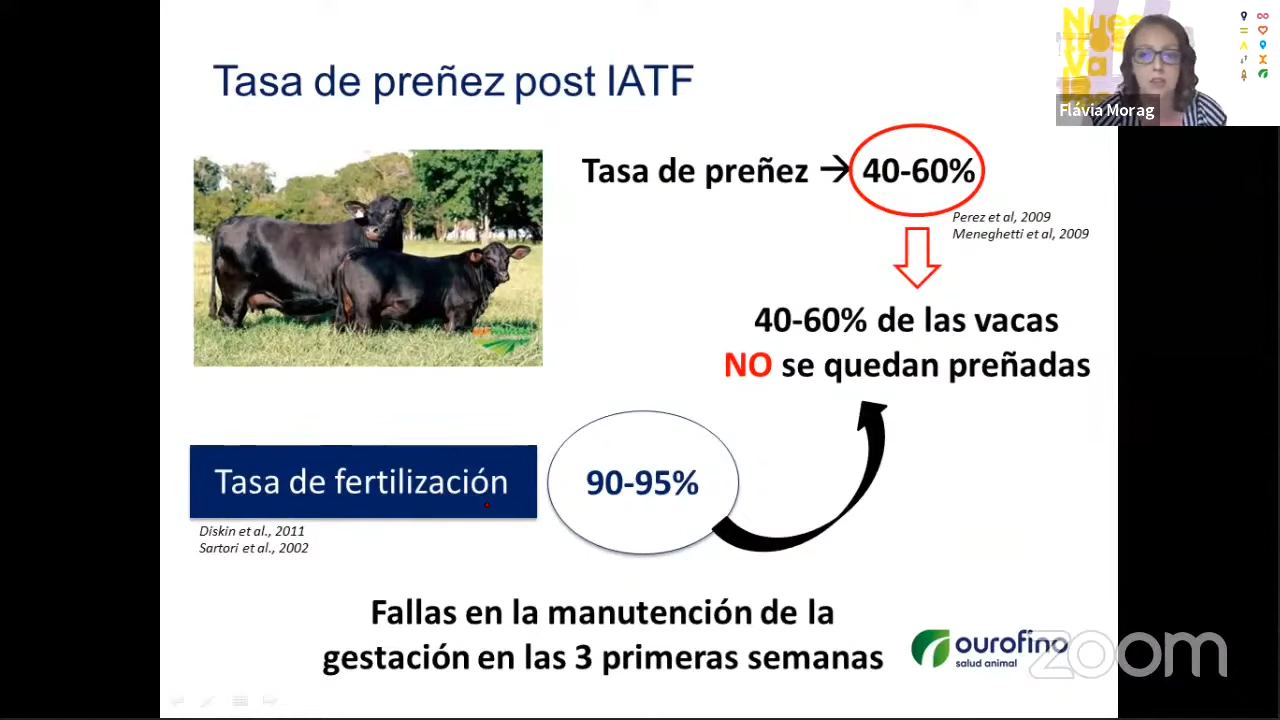 Tasa de preñez post IATF
Flávia Morag
Tasa de preñez → 40-60%
Perez et al, 2009
Meneghetti et al, 2009
40-60% de las vacas
NO se quedan preñadas
Tasa de fertilización
90-95%
Diskin et al., 2011
Sartori et al., 2002
Fallas en la manutención de la
gestación en las 3 primeras semanas
ourofino
salud animal
zoom